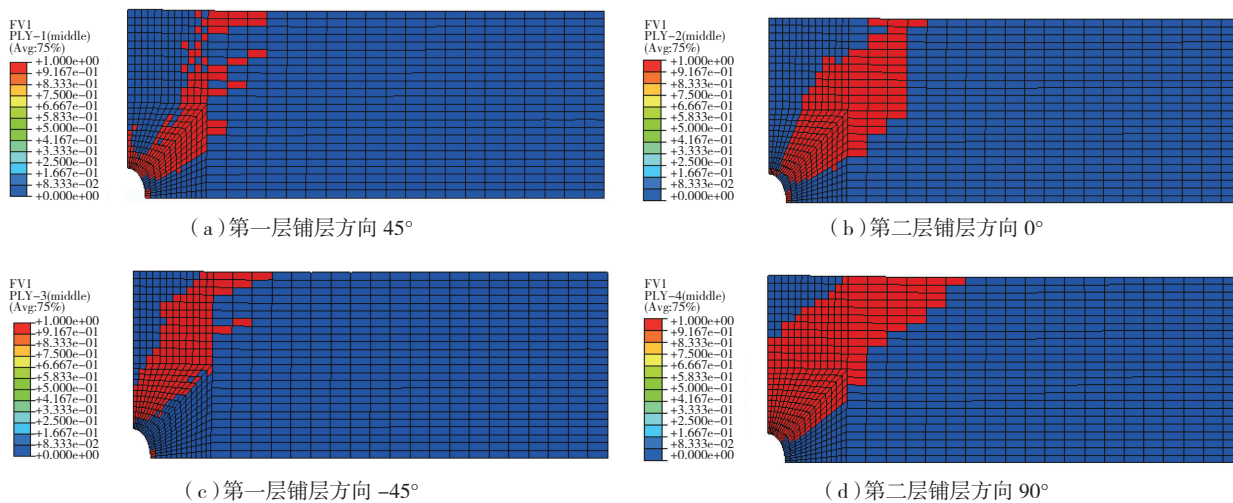 FV1
PLY-1(middle)
(Avg:75%)
+1.000e+00
+9.167e-01
+8.333e-01
+7.500e-01
+6.667e-01
+5.833e-01
+5.000e-01
+4.167e-01
+3.333e-01
+2.500e-01
+1.667e-01
+8.333e-02
+0.000e+00
（a）第一层铺层方向 45°
FV1
PLY-2(middle)
(Avg:75%)
+1.000e+00
+9.167e-01
+8.333e-01
+7.500e-01
+6.667e-01
+5.833e-01
+5.000e-01
+4.167e-01
+3.333e-01
+2.500e-01
+1.667e-01
+8.333e-02
+0.000e+00
（b）第二层铺层方向 0°
FV1
PLY-3(middle)
(Avg:75%)
+1.000e+00
+9.167e-01
+8.333e-01
+7.500e-01
+6.667e-01
+5.833e-01
+5.000e-01
+4.167e-01
+3.333e-01
+2.500e-01
+1.667e-01
+8.333e-02
+0.000e+00
（c）第一层铺层方向 -45°
FV1
PLY-4(middle)
(Avg:75%)
+1.000e+00
+9.167e-01
+8.333e-01
+7.500e-01
+6.667e-01
+5.833e-01
+5.000e-01
+4.167e-01
+3.333e-01
+2.500e-01
+1.667e-01
+8.333e-02
+0.000e+00
（d）第二层铺层方向 90°